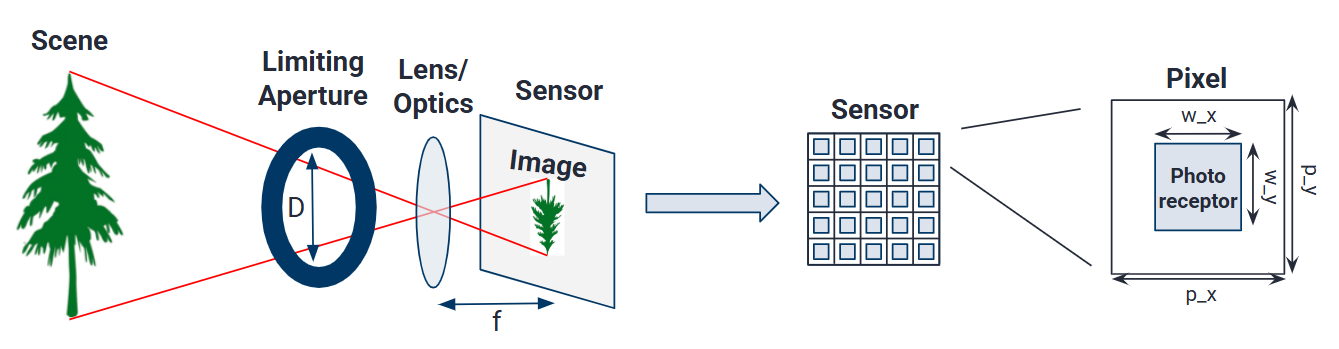 Scene
Limiting
Aperture
D
Lens/
Optics
f
Sensor
Image
Sensor
Pixel
w_x
Photo
receptor
w_y
p_y
p_x